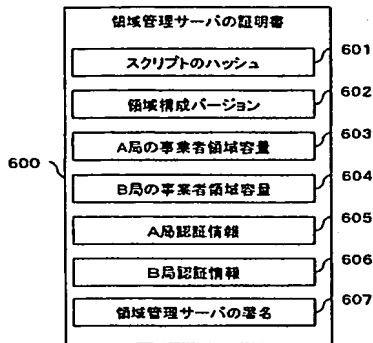 領域管理サーバの証明書
スクリプトのハッシュ 601
領域構成バージョン 602
A局の事業者領域容量 603
600
B局の事業者領域容量 604
A局認証情報 605
B局認証情報 606
領域管理サーバの署名 607